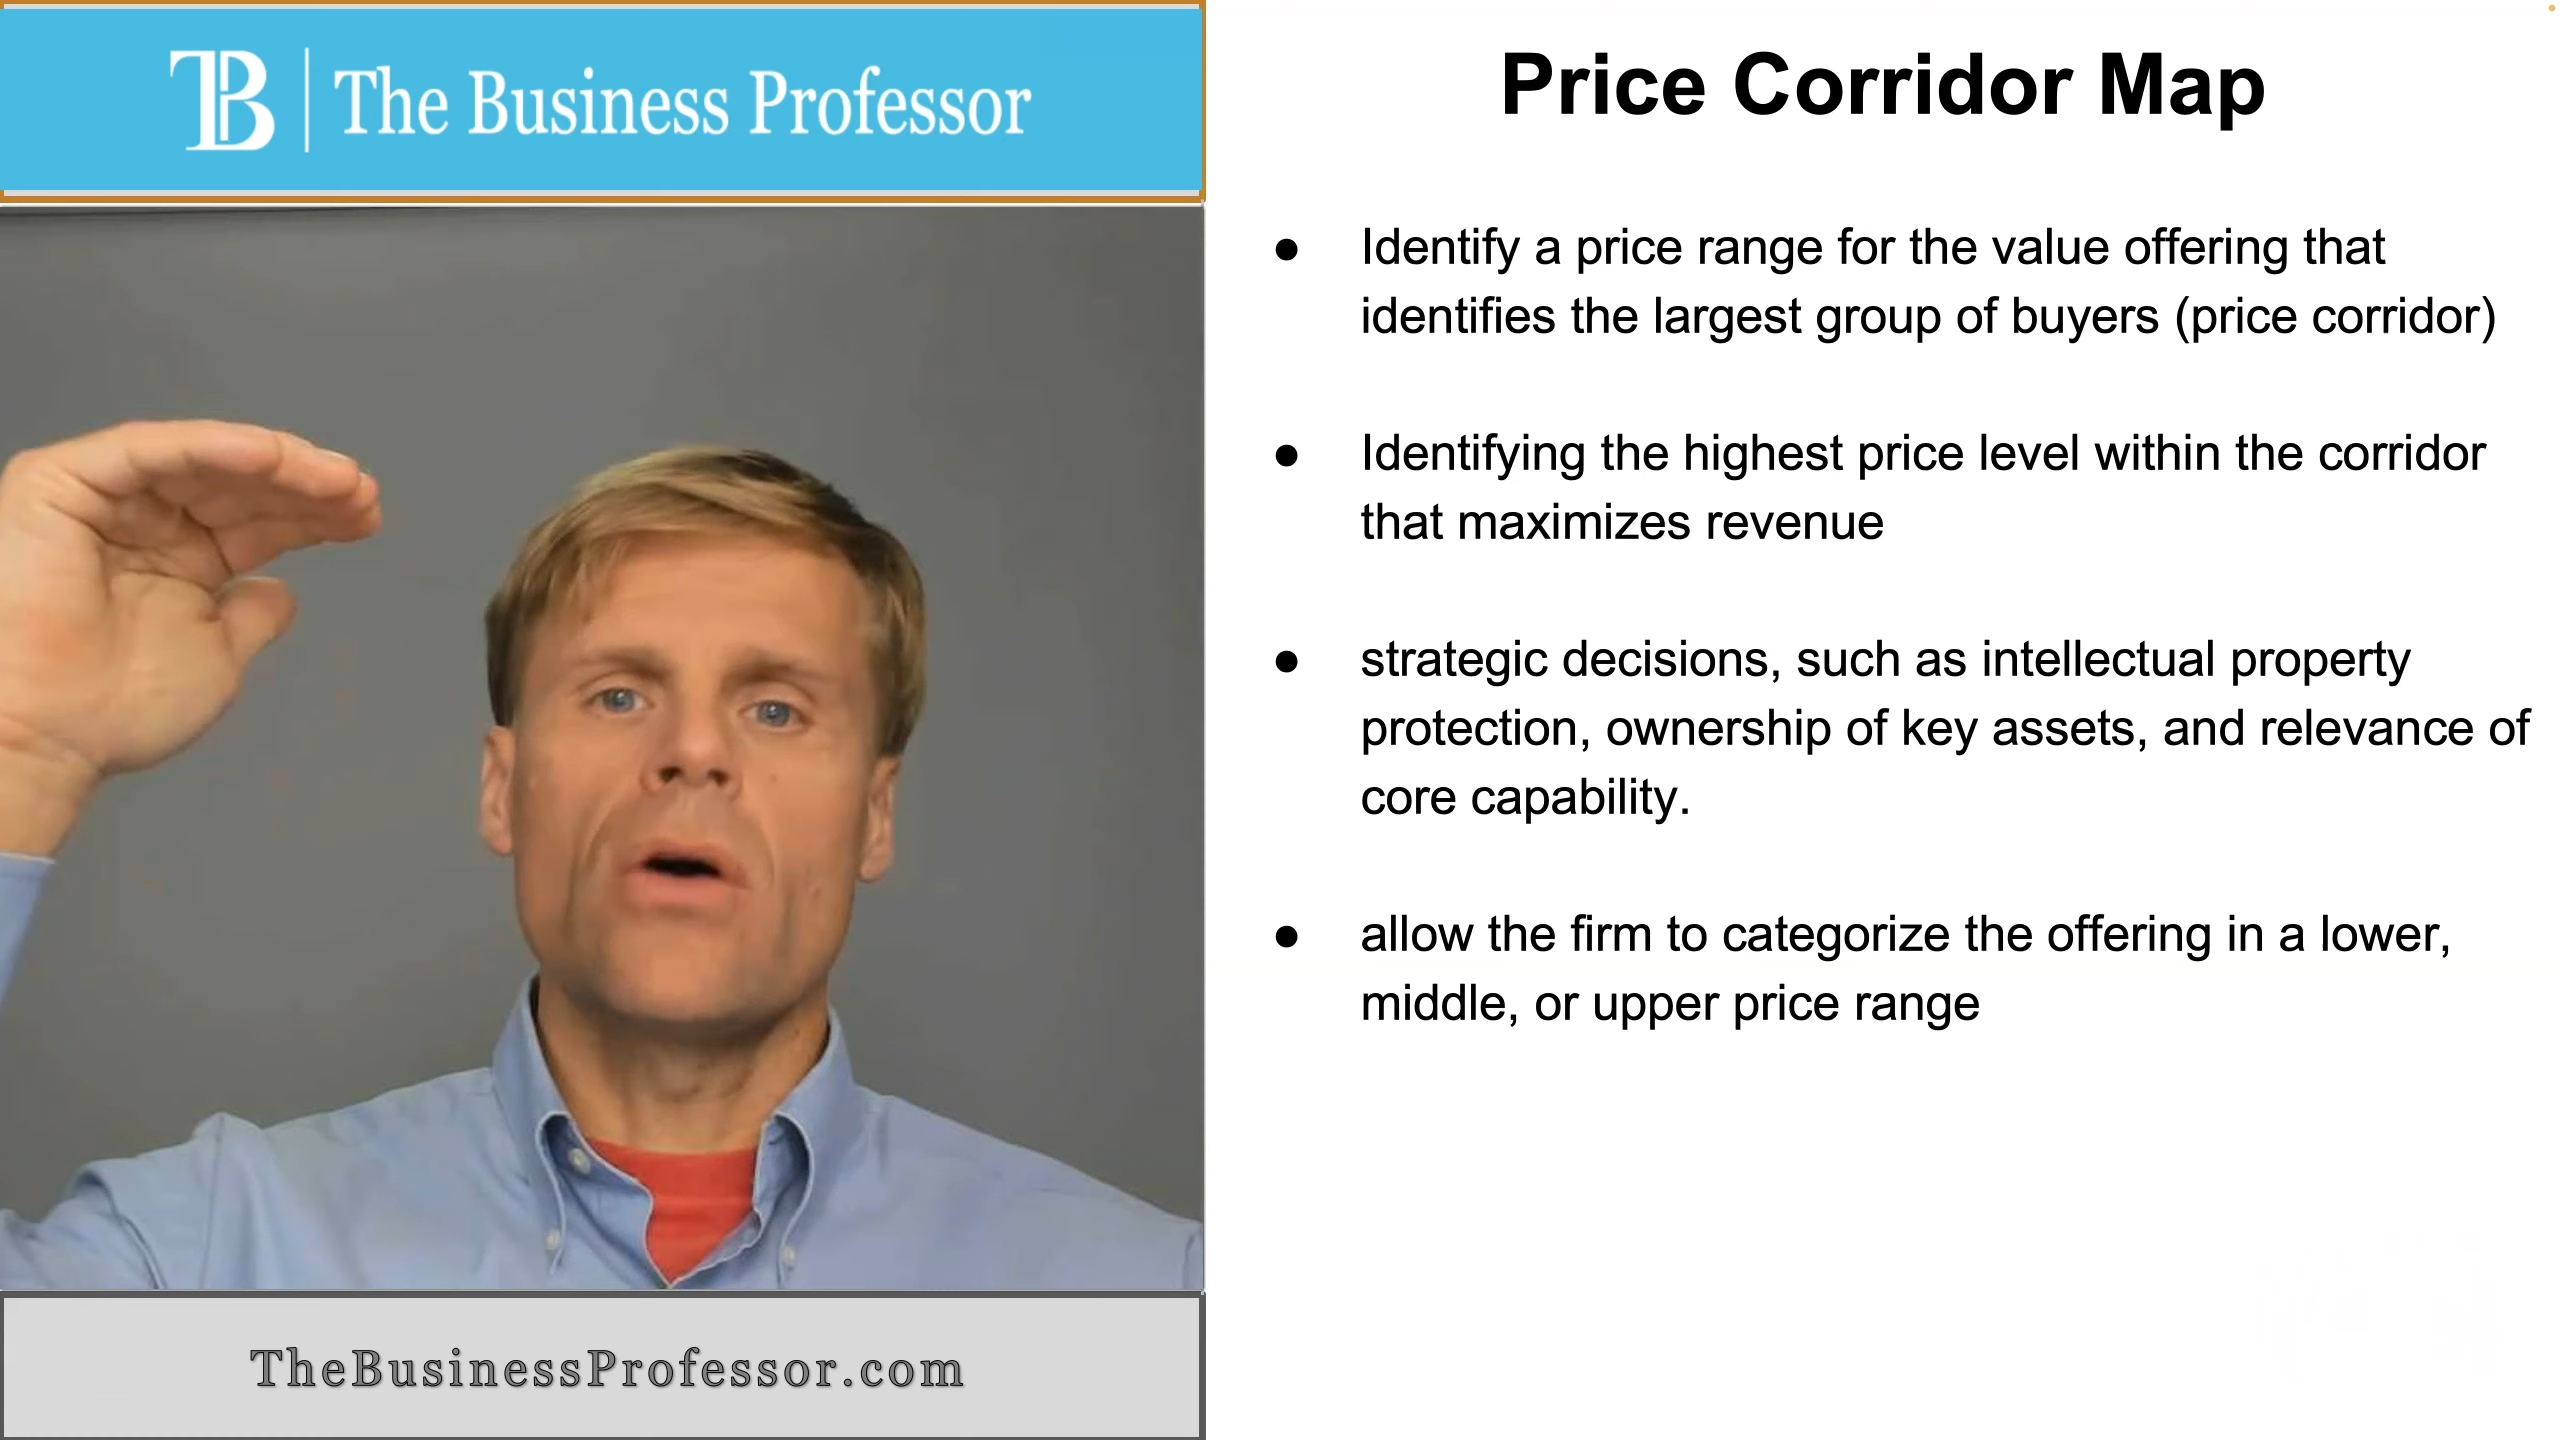 TB The Business Professor
Price Corridor Map
● Identify a price range for the value offering that
identifies the largest group of buyers (price corridor)
● Identifying the highest price level within the corridor
that maximizes revenue
● strategic decisions, such as intellectual property
protection, ownership of key assets, and relevance of
core capability.
● allow the firm to categorize the offering in a lower,
middle, or upper price range
TheBusinessProfessor.com